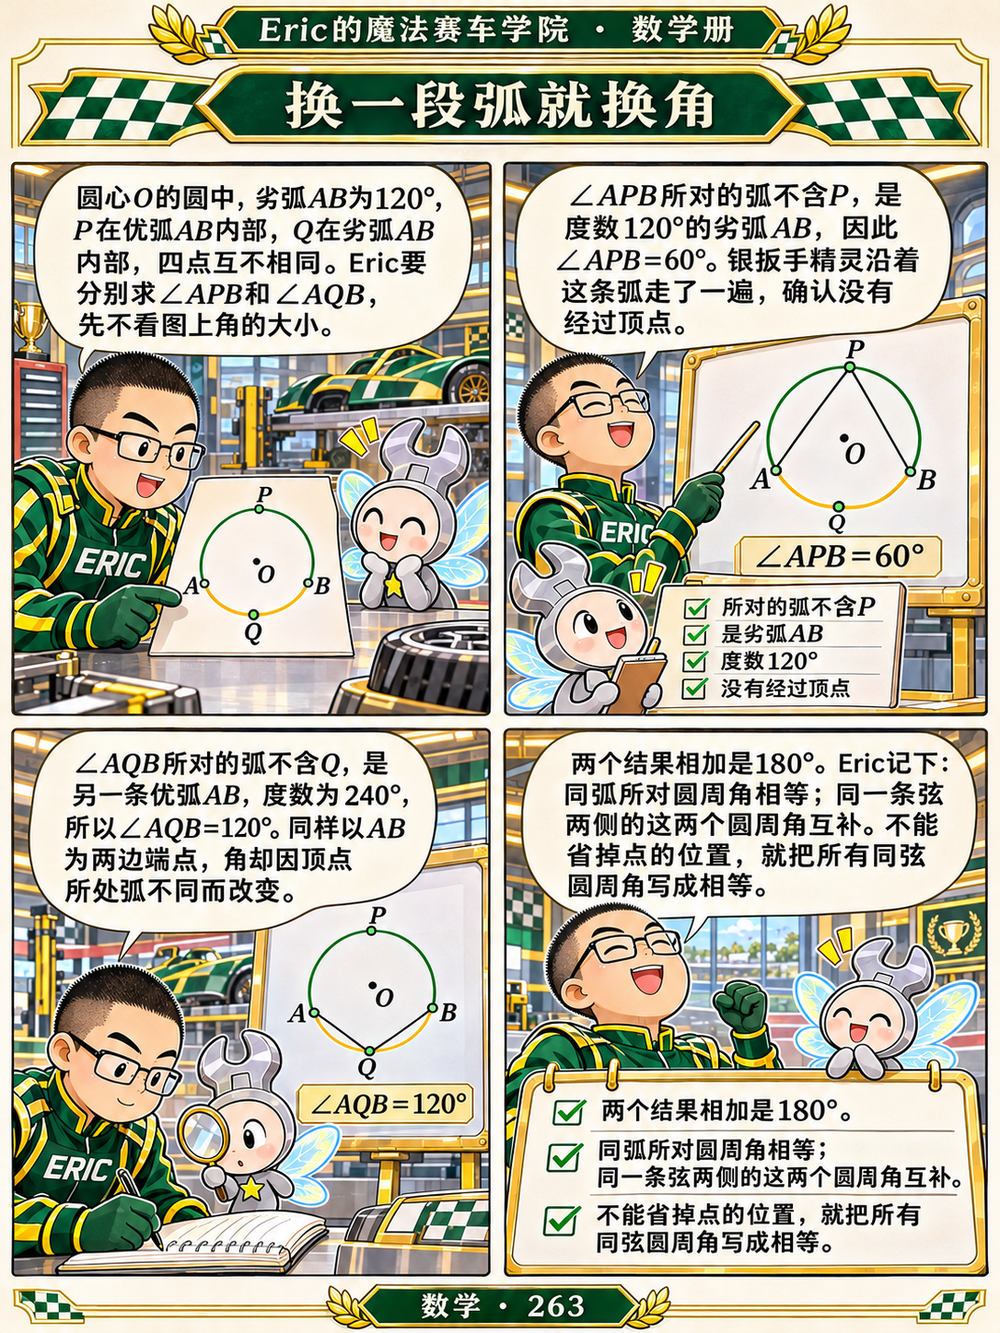 Eric的魔法赛车学院 · 数学册
换一段弧就换角
圆心O的圆中，劣弧AB为120°，
P在优弧AB内部，Q在劣弧AB
内部，四点互不相同。Eric要
分别求∠APB和∠AQB，
先不看图上角的大小。
ERIC
P
O
A
B
Q
∠APB所对的弧不含P，是
度数120°的劣弧AB，因此
∠APB=60°。银扳手精灵沿着
这条弧走了一遍，确认没有
经过顶点。
ERIC
P
O
A
B
Q
∠APB=60°
所对的弧不含P
是劣弧AB
度数120°
没有经过顶点
∠AQB所对的弧不含Q，是
另一条优弧AB，度数为240°，
所以∠AQB=120°。同样以AB
为两边端点，角却因顶点
所处弧不同而改变。
ERIC
P
O
A
B
Q
∠AQB=120°
两个结果相加是180°。Eric记下：
同弧所对圆周角相等；同一条弦
两侧的这两个圆周角互补。不能
省掉点的位置，就把所有同弦
圆周角写成相等。
两个结果相加是180°。
同弧所对圆周角相等；
同一条弦两侧的这两个圆周角互补。
不能省掉点的位置，就把所有
同弦圆周角写成相等。
数学 · 263